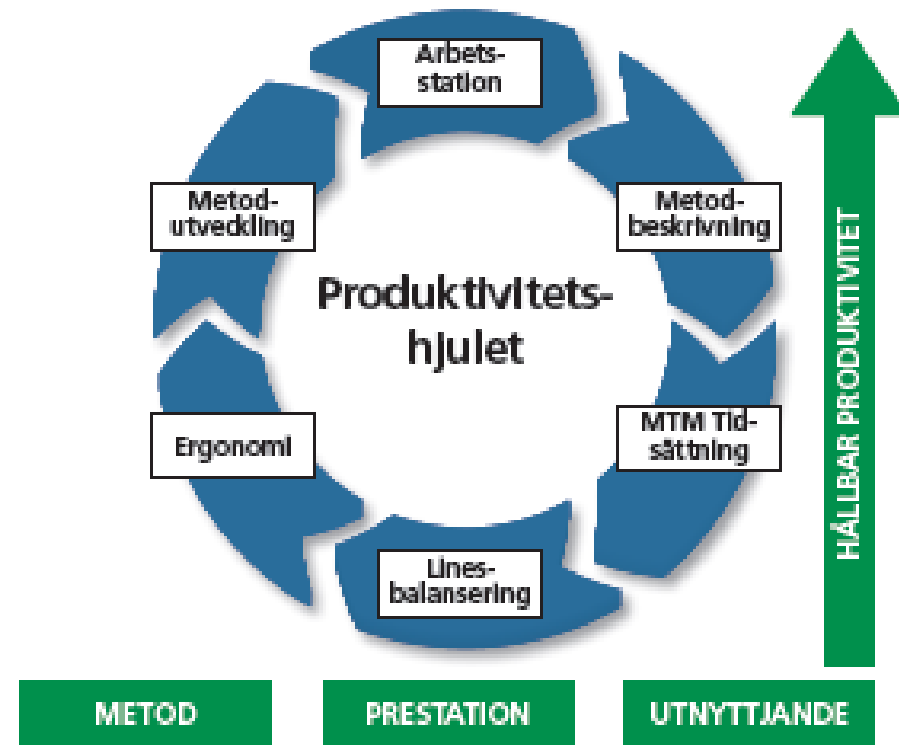 Arbets-
station
Metod-
utveckling
Metod-
beskrivning
Produktivitets-
hjulet
Ergonomi
MTM Tid-
sättning
Lines-
balansering
HÅLLBAR PRODUKTIVITET
METOD
PRESTATION
UTNYTTJANDE